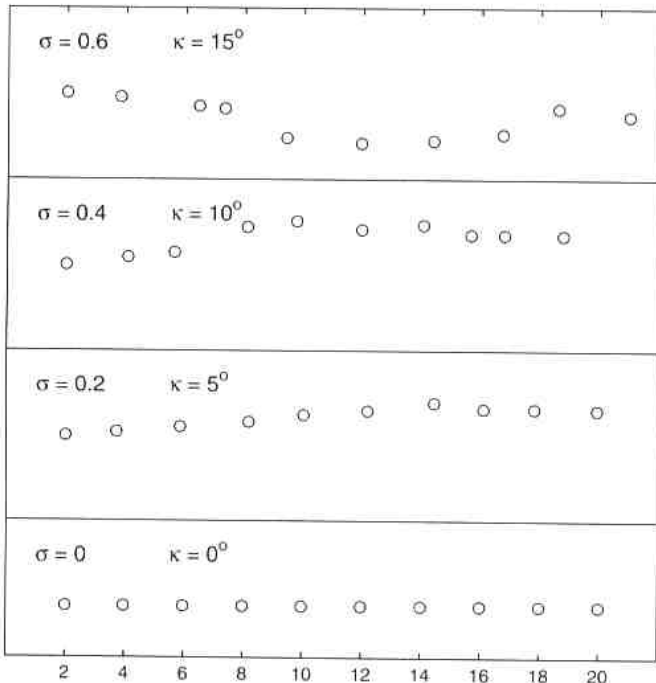 σ = 0.6 κ = 15°
σ = 0.4 κ = 10°
σ = 0.2 κ = 5°
σ = 0 κ = 0°
2 4 6 8 10 12 14 16 18 20